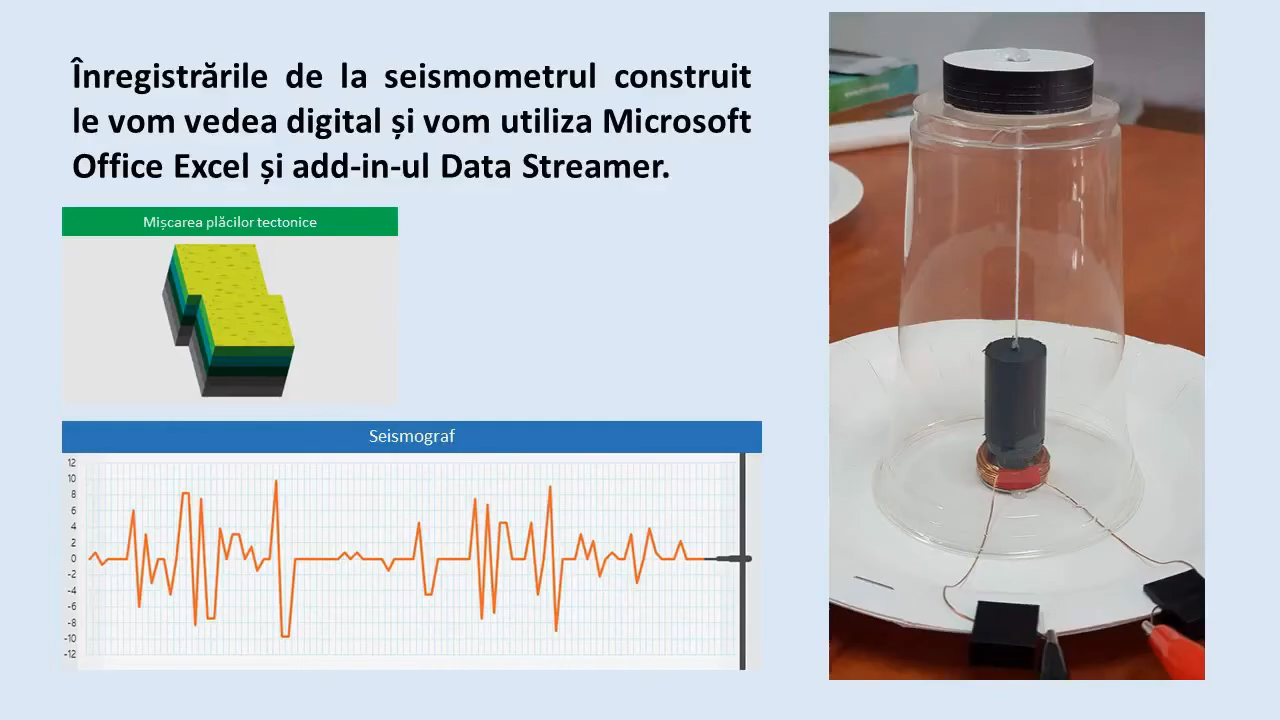 Înregistrările de la seismometrul construit
le vom vedea digital și vom utiliza Microsoft
Office Excel și add-in-ul Data Streamer.
Mișcarea plăcilor tectonice
Seismograf
12
10
8
6
4
2
0
-2
-4
-6
-8
-10
-12